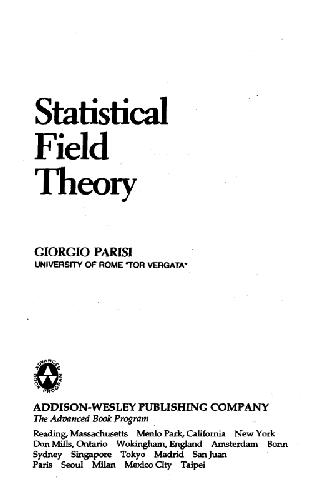 Statistical
Field
Theory
GIORGIO PARISI
UNIVERSITY OF ROME "TOR VERGATA"
ADDISON-WESLEY PUBLISHING COMPANY
The Advanced Book Program
Reading, Massachusetts Menlo Park, California New York
Don Mills, Ontario Wokingham, England Amsterdam Bonn
Sydney Singapore Tokyo Madrid San Juan
Paris Seoul Milan Mexico City Taipei